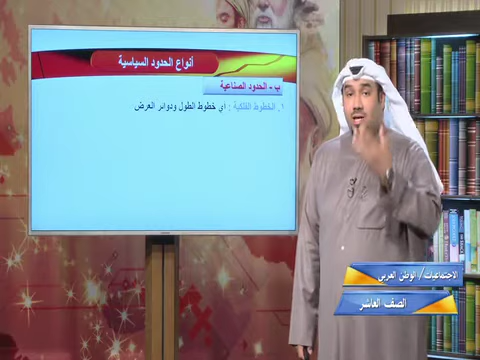 أنواع الحدود السياسية
ب - الحدود الصناعية
١. الخطوط الفلكية : أي خطوط الطول ودوائر العرض
الاجتماعيات/ الوطن العربي
الصف العاشر